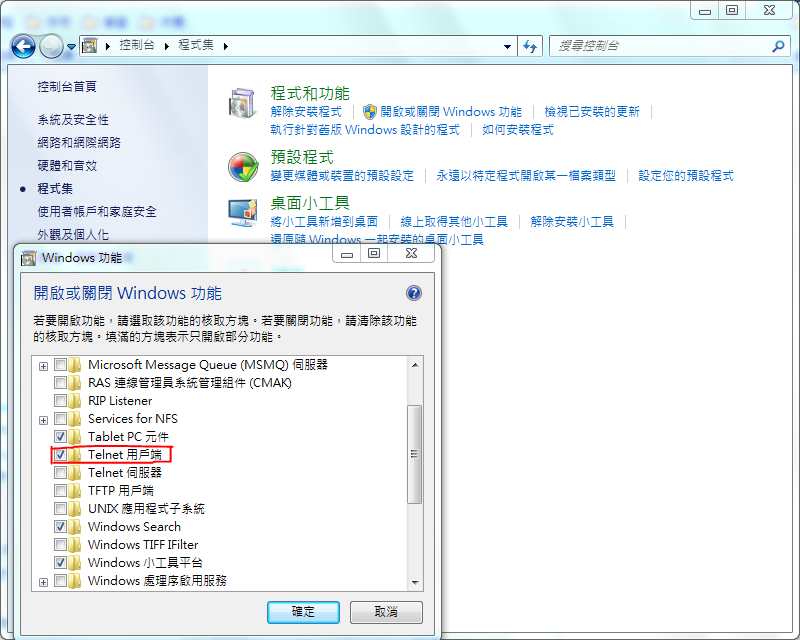 控制台 程式集
搜尋控制台
控制台首頁
系統及安全性
網路和網際網路
硬體和音效
程式集
使用者帳戶和家庭安全
外觀及個人化
程式和功能
解除安裝程式 開啟或關閉 Windows 功能 檢視已安裝的更新
執行針對舊版 Windows 設計的程式 如何安裝程式
預設程式
變更媒體或裝置的預設設定 永遠以特定程式開啟某一檔案類型 設定您的預設程式
桌面小工具
將小工具新增到桌面 線上取得其他小工具 解除安裝小工具
還原隨 Windows 一起安裝的桌面小工具
Windows 功能
開啟或關閉 Windows 功能
若要開啟功能，請選取該功能的核取方塊。若要關閉功能，請清除該功能
的核取方塊。填滿的方塊表示只開啟部分功能。
Microsoft Message Queue (MSMQ) 伺服器
RAS 連線管理員系統管理組件 (CMAK)
RIP Listener
Services for NFS
Tablet PC 元件
Telnet 用戶端
Telnet 伺服器
TFTP 用戶端
UNIX 應用程式子系統
Windows Search
Windows TIFF IFilter
Windows 小工具平台
Windows 處理序啟用服務
確定 取消